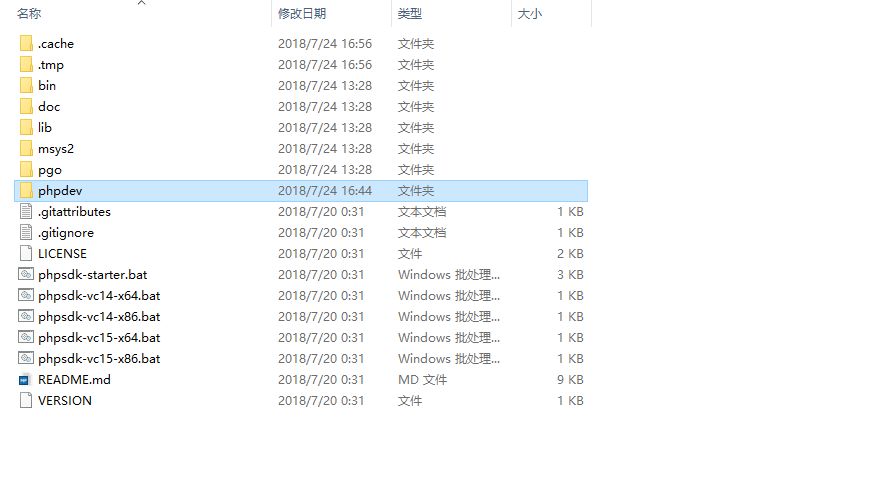 名称 修改日期 类型 大小
.cache 2018/7/24 16:56 文件夹
.tmp 2018/7/24 16:56 文件夹
bin 2018/7/24 13:28 文件夹
doc 2018/7/24 13:28 文件夹
lib 2018/7/24 13:28 文件夹
msys2 2018/7/24 13:28 文件夹
pgo 2018/7/24 13:28 文件夹
phpdev 2018/7/24 16:44 文件夹
.gitattributes 2018/7/20 0:31 文本文档 1 KB
.gitignore 2018/7/20 0:31 文本文档 1 KB
LICENSE 2018/7/20 0:31 文件 2 KB
phpsdk-starter.bat 2018/7/20 0:31 Windows 批处理... 3 KB
phpsdk-vc14-x64.bat 2018/7/20 0:31 Windows 批处理... 1 KB
phpsdk-vc14-x86.bat 2018/7/20 0:31 Windows 批处理... 1 KB
phpsdk-vc15-x64.bat 2018/7/20 0:31 Windows 批处理... 1 KB
phpsdk-vc15-x86.bat 2018/7/20 0:31 Windows 批处理... 1 KB
README.md 2018/7/20 0:31 MD 文件 9 KB
VERSION 2018/7/20 0:31 文件 1 KB